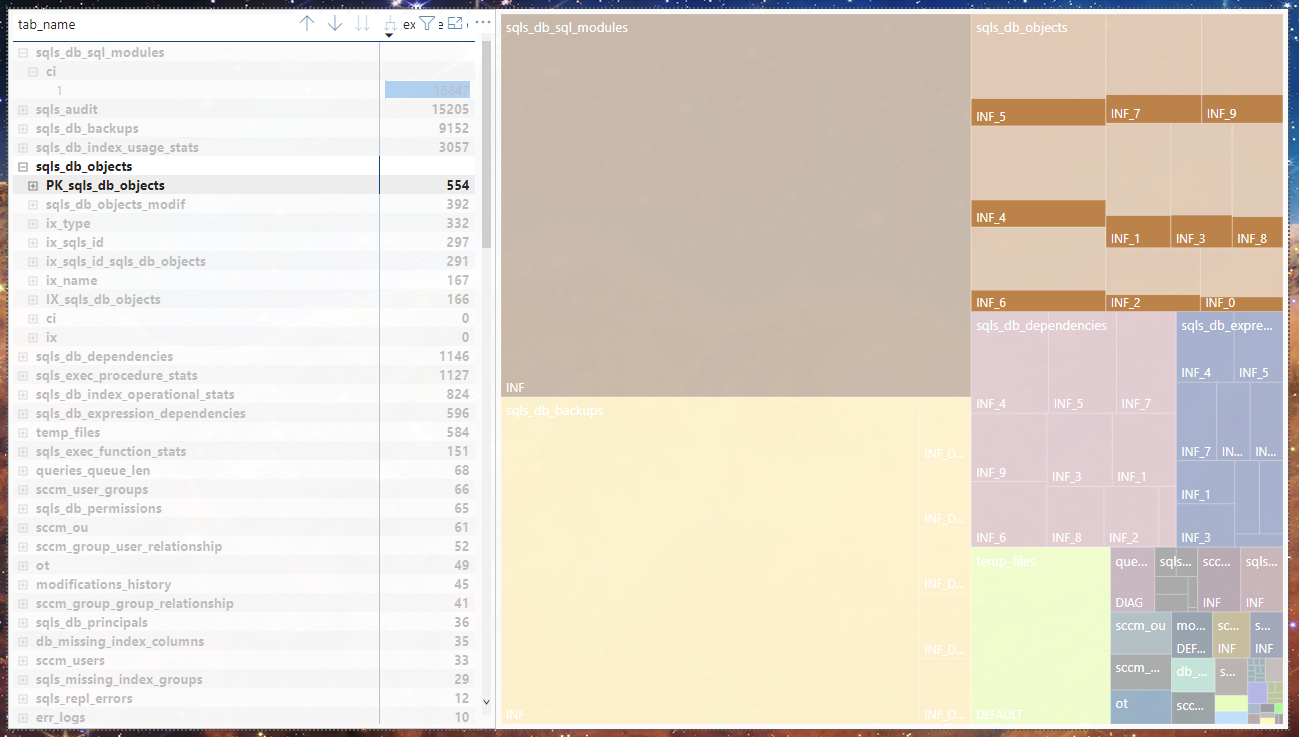 tab_name
sqls_db_sql_modules
ci
1 16847
sqls_audit 15205
sqls_db_backups 9152
sqls_db_index_usage_stats 3057
sqls_db_objects
PK_sqls_db_objects 554
sqls_db_objects_modif 392
ix_type 332
ix_sqls_id 297
ix_sqls_id_sqls_db_objects 291
ix_name 167
IX_sqls_db_objects 166
ci 0
ix 0
sqls_db_dependencies 1146
sqls_exec_procedure_stats 1127
sqls_db_index_operational_stats 824
sqls_db_expression_dependencies 596
temp_files 584
sqls_exec_function_stats 151
queries_queue_len 68
sccm_user_groups 66
sqls_db_permissions 65
sccm_ou 61
sccm_group_user_relationship 52
ot 49
modifications_history 45
sccm_group_group_relationship 41
sqls_db_principals 36
db_missing_index_columns 35
sccm_users 33
sqls_missing_index_groups 29
sqls_repl_errors 12
err_logs 10
sqls_db_sql_modules
INF
sqls_db_backups
INF_D...
INF_D...
INF_D...
INF_D...
INF INF_D...
sqls_db_objects
INF_5 INF_7 INF_9
INF_4
INF_1 INF_3 INF_8
INF_6 INF_2 INF_0
sqls_db_dependencies
INF_4 INF_5 INF_7
INF_9 INF_3 INF_1
INF_6 INF_8 INF_2
sqls_db_expre...
INF_4 INF_5
INF_7 IN... IN...
INF_1
INF_3
temp_files
DEFAULT
que... sqls... scc... sqls...
DIAG INF INF
sccm_ou mo... sc... s...
DEF... INF INF
sccm_... db_... s...
ot scc...